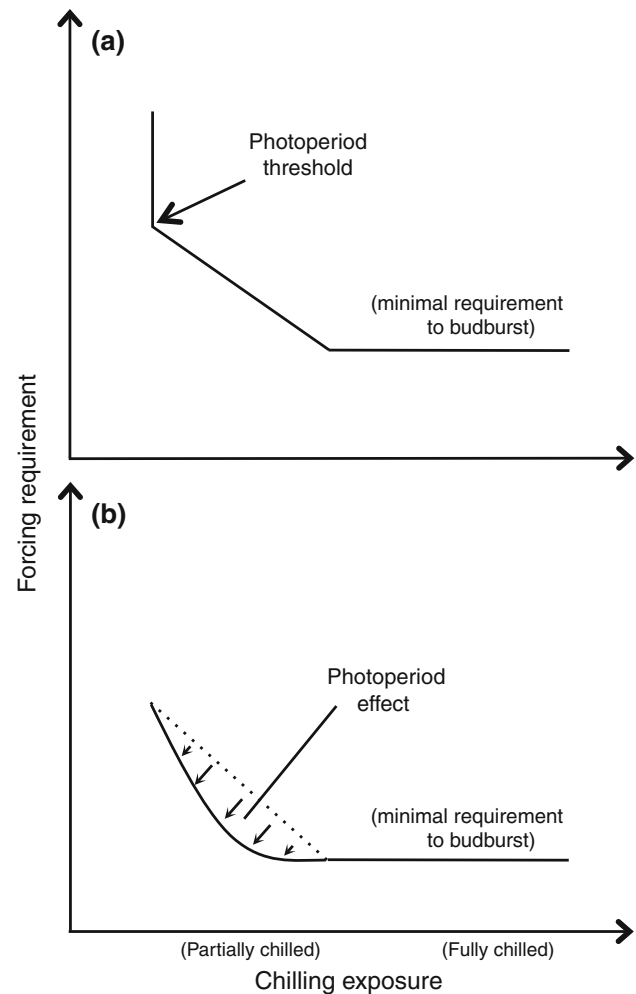 (a)
Photoperiod
threshold
(minimal requirement
to budburst)
Forcing requirement
(b)
Photoperiod
effect
(minimal requirement
to budburst)
(Partially chilled)
(Fully chilled)
Chilling exposure